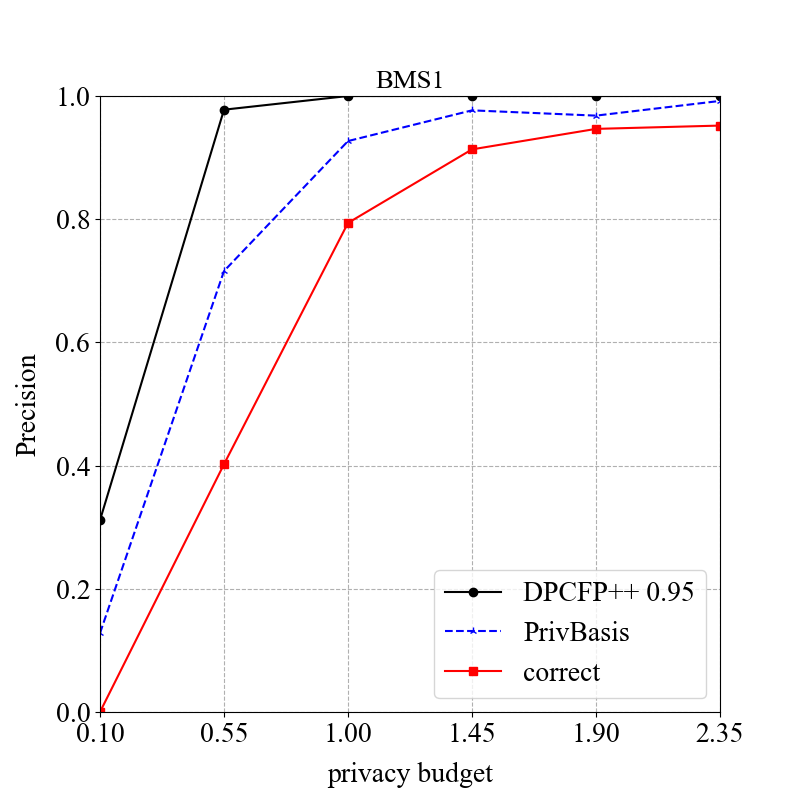 BMS1
1.0
0.8
0.6
0.4
0.2
0.0
Precision
DPCFP++ 0.95
PrivBasis
correct
0.10 0.55 1.00 1.45 1.90 2.35
privacy budget